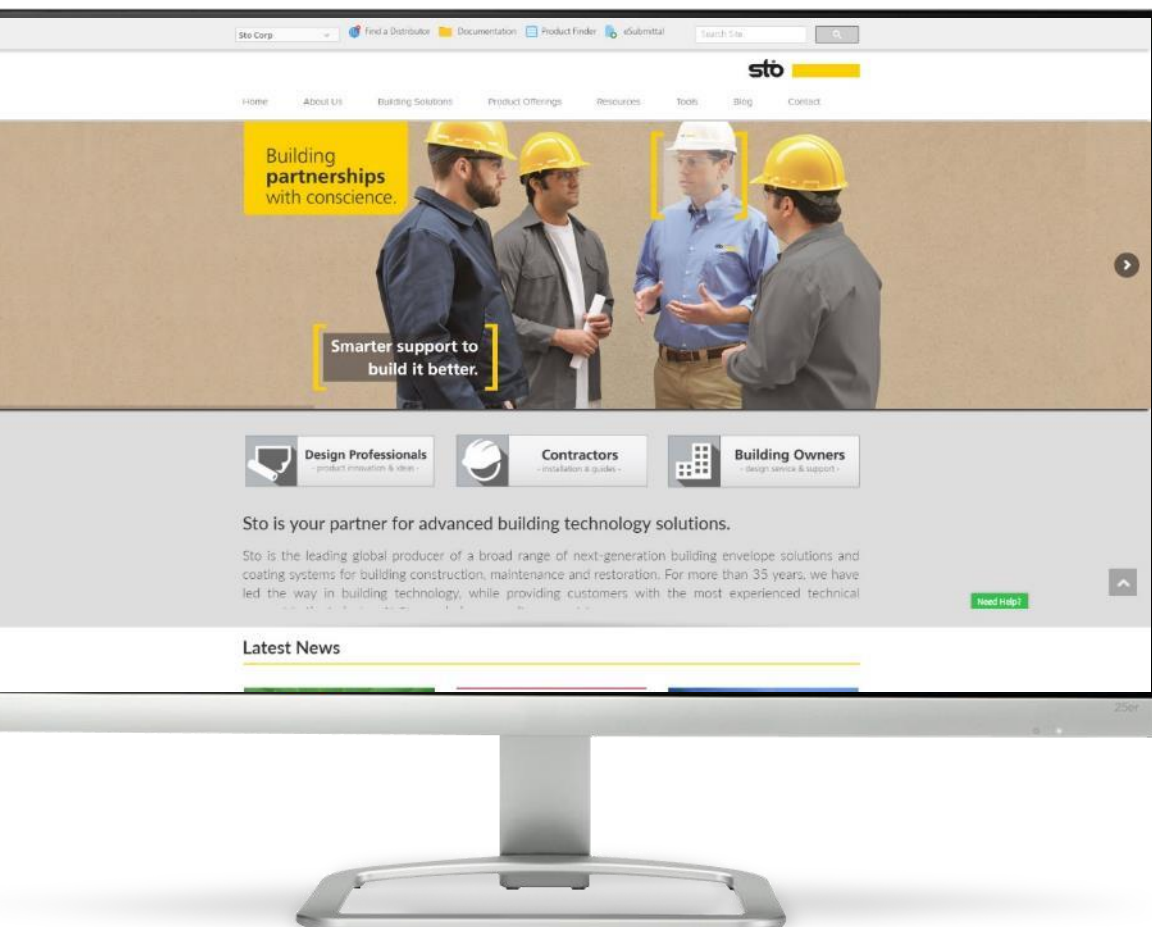 Sto Corp
Find a Distributor
Documentation
Product Finder
eSubmittal
Search Site
sto
Home About Us Building Solutions Product Offerings Resources Tools Blog Contact
Building
partnerships
with conscience.
Smarter support to
build it better.
Design Professionals
- product innovation & ideas -
Contractors
- installation & guides -
Building Owners
- design service & support -
Sto is your partner for advanced building technology solutions.
Sto is the leading global producer of a broad range of next-generation building envelope solutions and
coating systems for building construction, maintenance and restoration. For more than 35 years, we have
led the way in building technology, while providing customers with the most experienced technical
Need Help?
Latest News
25er